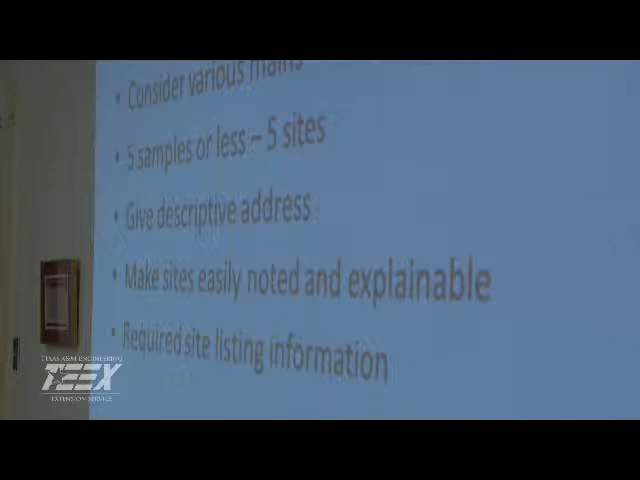 • Consider various mains
• 5 samples or less – 5 sites
• Give descriptive address
• Make sites easily noted and explainable
• Required site listing information
TEXAS A&M ENGINEERING
TEEX
EXTENSION SERVICE